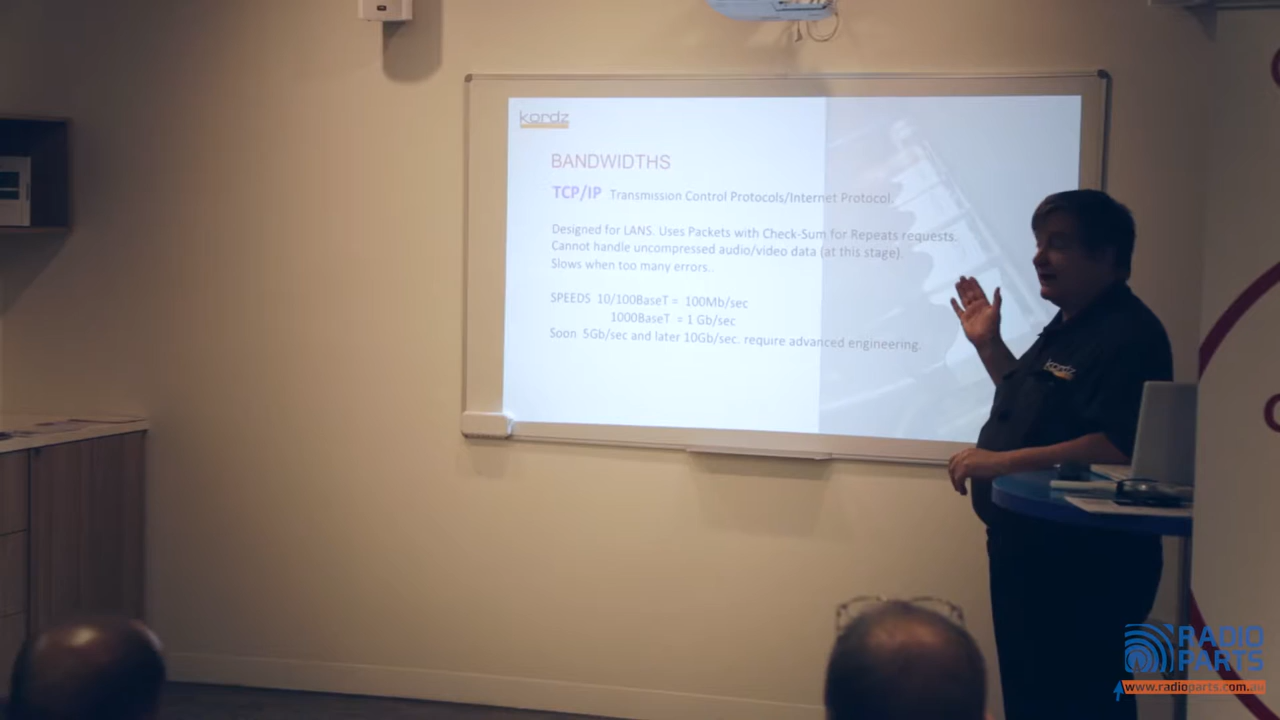 kordz
BANDWIDTHS
TCP/IP Transmission Control Protocols/Internet Protocol.
Designed for LANS. Uses Packets with Check-Sum for Repeats requests.
Cannot handle uncompressed audio/video data (at this stage).
Slows when too many errors..
SPEEDS 10/100BaseT = 100Mb/sec
1000BaseT = 1 Gb/sec
Soon 5Gb/sec and later 10Gb/sec. require advanced engineering.
kordz
RADIO
PARTS
www.radioparts.com.au